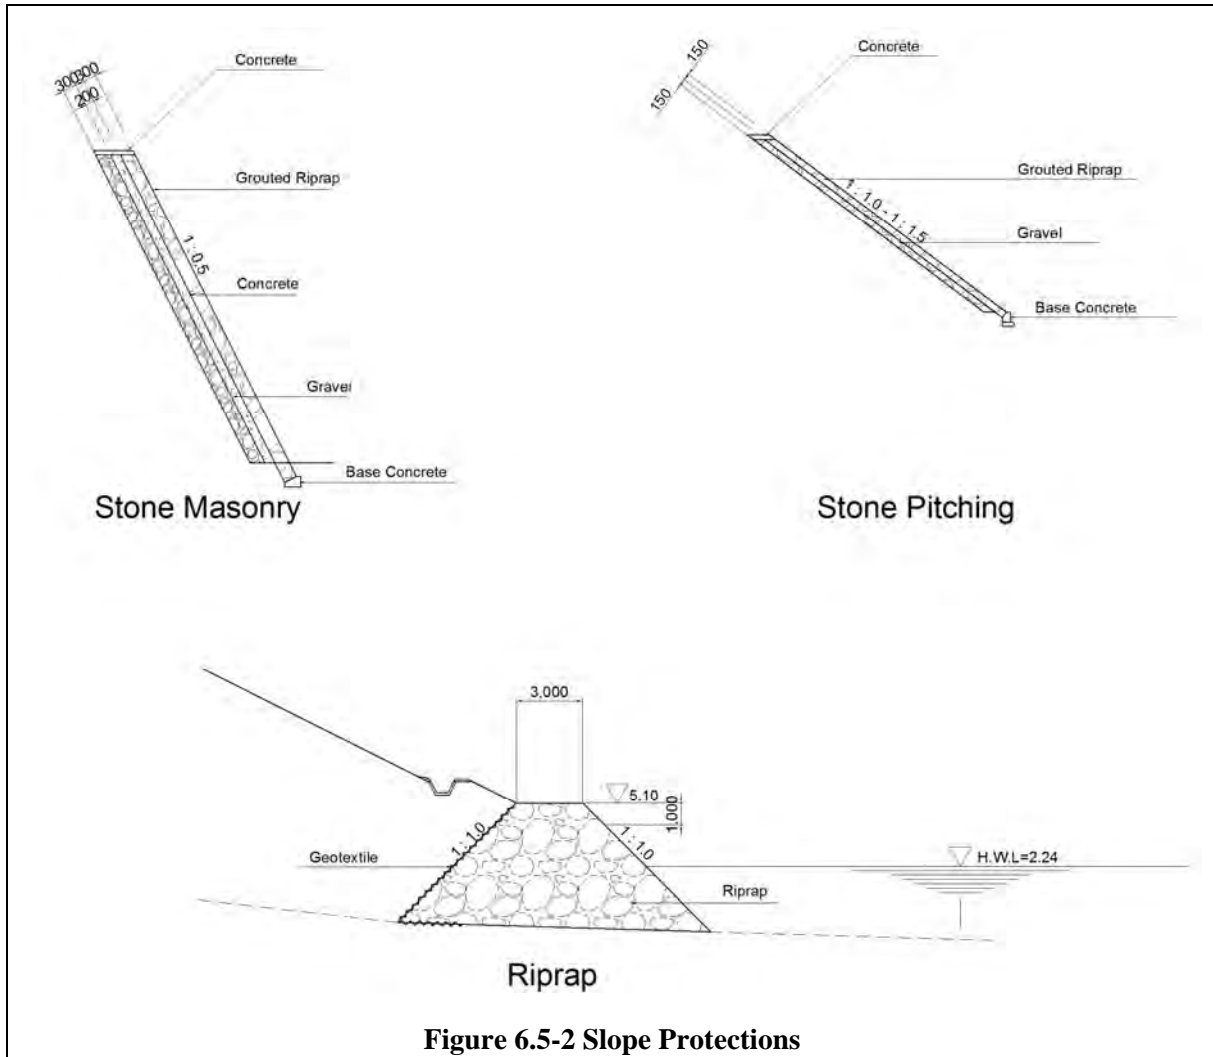 300
300
200
Concrete
Grouted Riprap
1 : 0.5
Concrete
Gravel
Base Concrete
Stone Masonry
150
150
Concrete
Grouted Riprap
1 : 1.0 - 1 : 1.5
Gravel
Base Concrete
Stone Pitching
3,000
5.10
1,000
1 : 1.0
1 : 1.0
Geotextile
H.W.L=2.24
Riprap
Riprap
Figure 6.5-2 Slope Protections